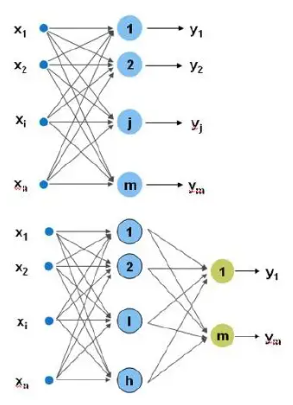 x1 1 y1
x2 2 y2
xi j yj
xn m ym
x1 1
x2 2 1 y1
xi l m ym
xn h